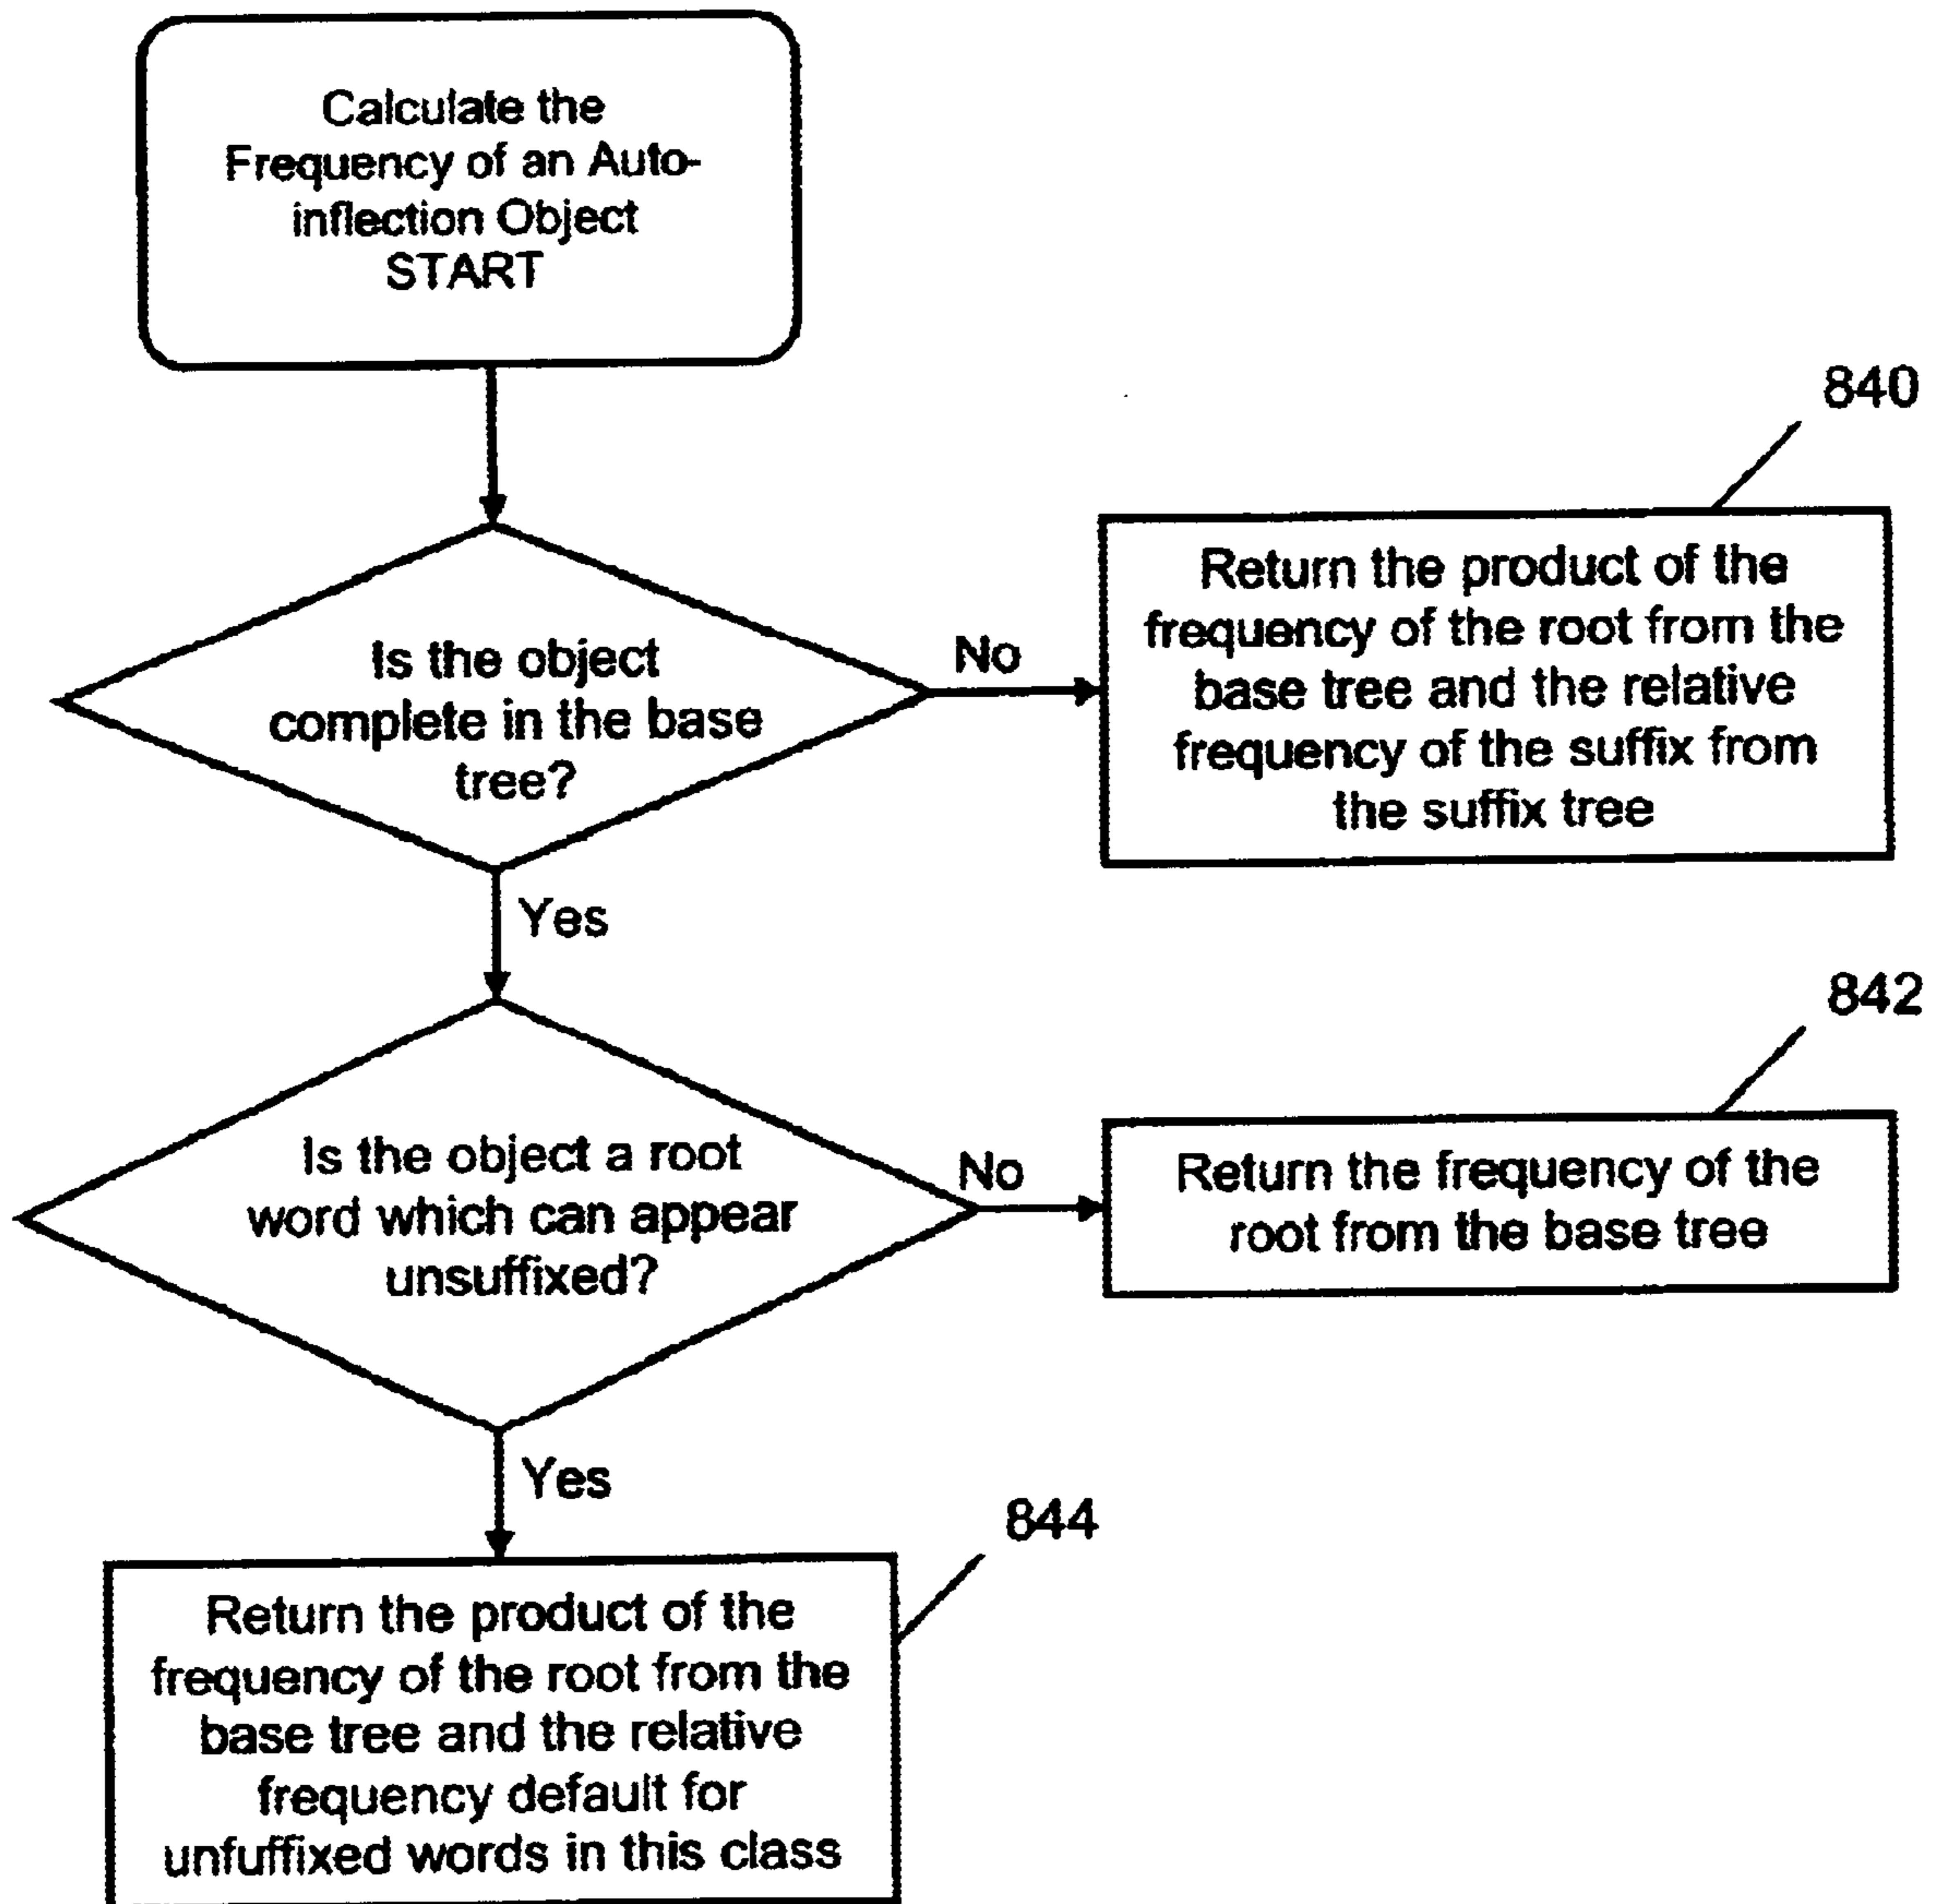 Calculate the
Frequency of an Auto-
inflection Object
START
840
Is the object
complete in the base
tree?
No
Return the product of the
frequency of the root from the
base tree and the relative
frequency of the suffix from
the suffix tree
Yes
842
Is the object a root
word which can appear
unsuffixed?
No
Return the frequency of the
root from the base tree
Yes
844
Return the product of the
frequency of the root from the
base tree and the relative
frequency default for
unfuffixed words in this class